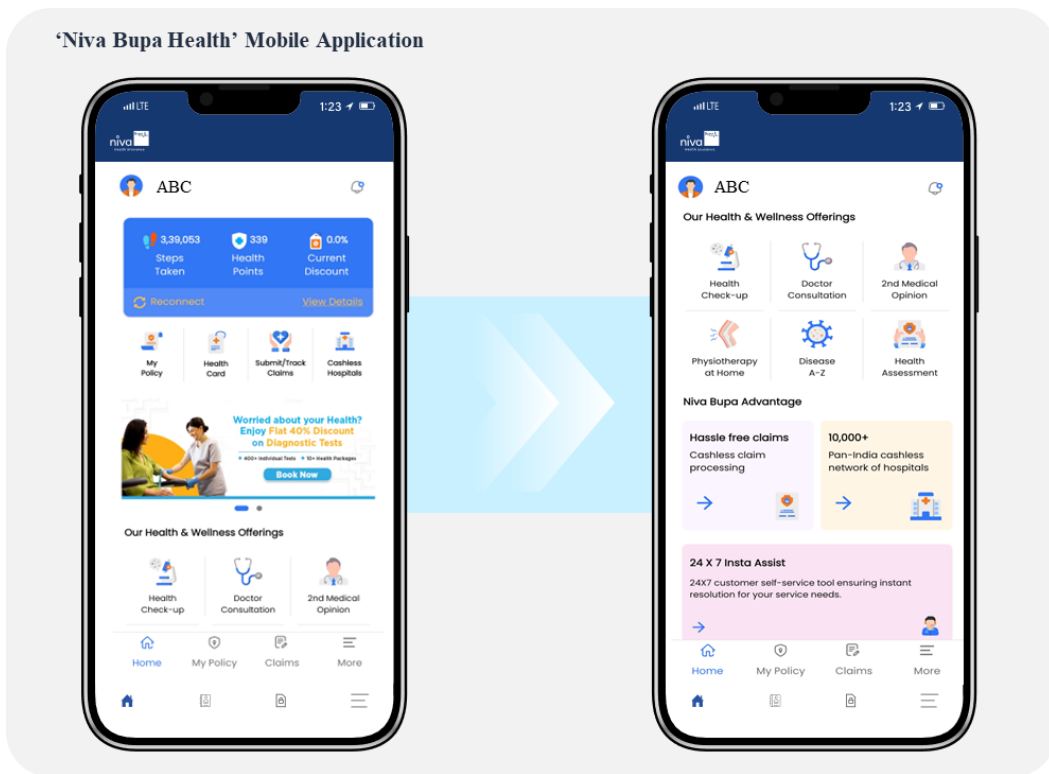 ‘Niva Bupa Health’ Mobile Application
LTE
1:23
niva
Health Insurance
ABC
3,39,053
Steps
Taken
339
Health
Points
0.0%
Current
Discount
Reconnect
View Details
My
Policy
Health
Card
Submit/Track
Claims
Cashless
Hospitals
Worried about your Health?
Enjoy Flat 40% Discount
on Diagnostic Tests
• 400+ Individual Tests • 10+ Health Packages
Book Now
Our Health & Wellness Offerings
Health
Check-up
Doctor
Consultation
2nd Medical
Opinion
Home
My Policy
Claims
More
LTE
1:23
niva
Health Insurance
ABC
Our Health & Wellness Offerings
Health
Check-up
Doctor
Consultation
2nd Medical
Opinion
Physiotherapy
at Home
Disease
A-Z
Health
Assessment
Niva Bupa Advantage
Hassle free claims
Cashless claim
processing
10,000+
Pan-India cashless
network of hospitals
24 X 7 Insta Assist
24X7 customer self-service tool ensuring instant
resolution for your service needs.
Home
My Policy
Claims
More